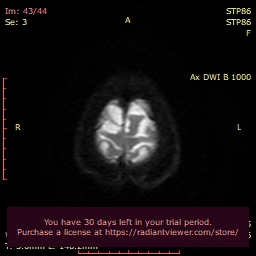 Im: 43/44
Se: 3
A
STP86
STP86
F
Ax DWI B 1000
R
L
You have 30 days left in your trial period.
Purchase a license at https://radiantviewer.com/store/